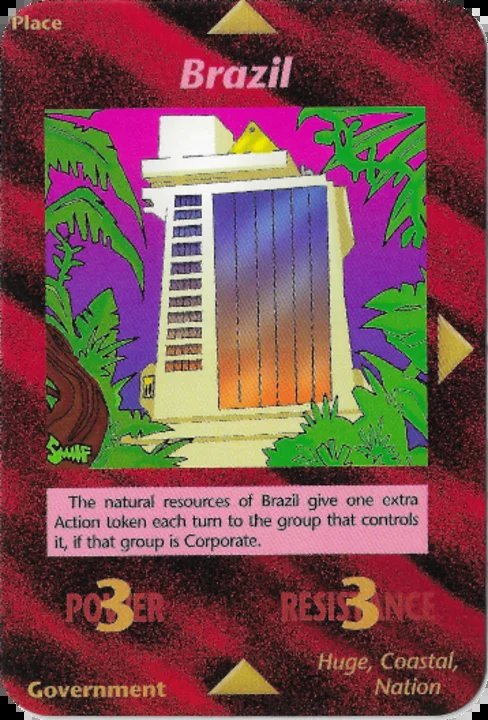 Place
Brazil
SMIF
The natural resources of Brazil give one extra
Action token each turn to the group that controls
it, if that group is Corporate.
POWER 3
RESISTANCE 3
Huge, Coastal,
Government
Nation